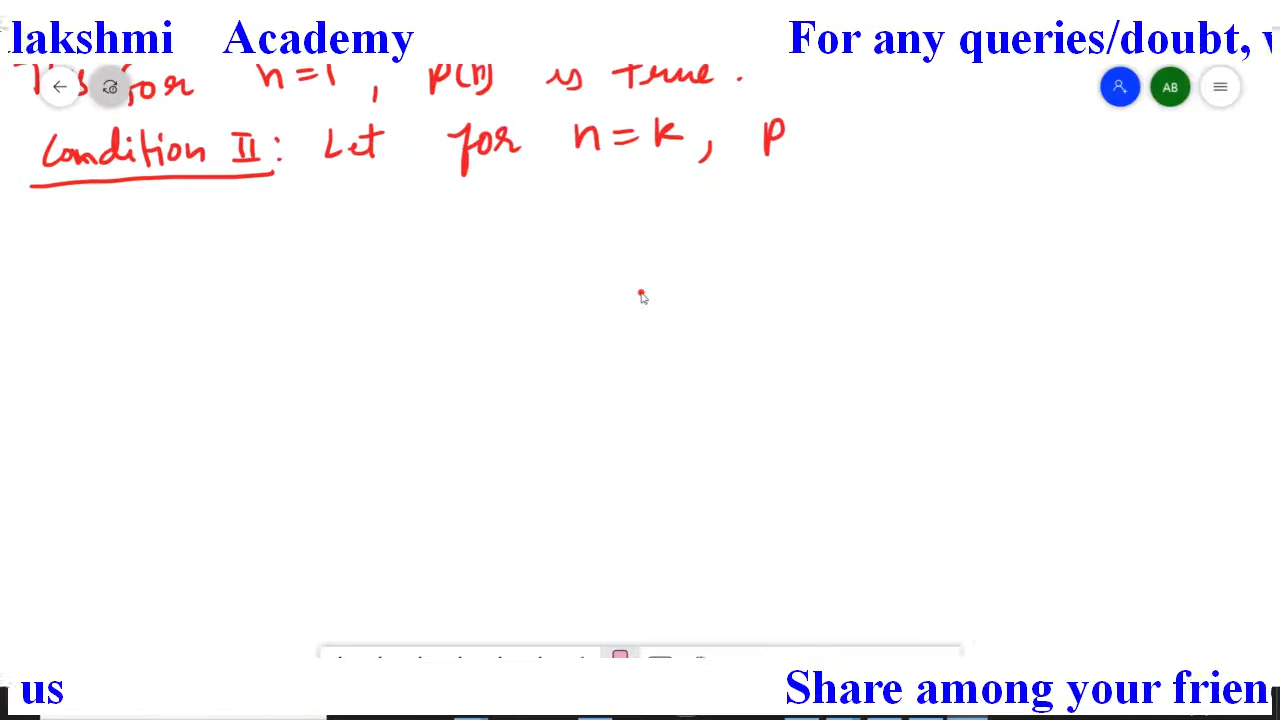 lakshmi Academy For any queries/doubt,
for n=1, P(n) is true.
Condition II: Let for n=k, P
AB
us Share among your frien